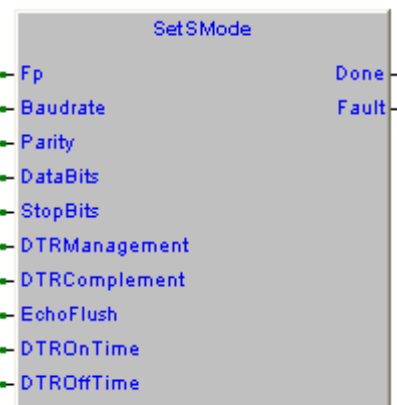 SetSMode
Fp Done
Baudrate Fault
Parity
DataBits
StopBits
DTRManagement
DTRComplement
EchoFlush
DTROnTime
DTROffTime